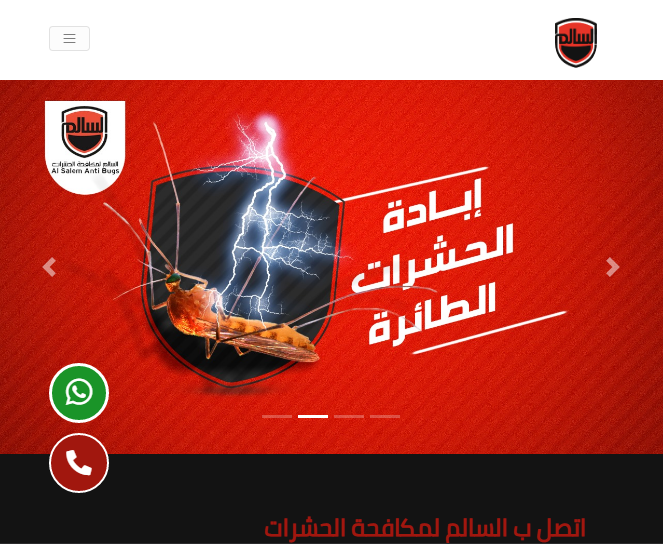 السالم
السالم
السالم لمكافحة الحشرات
Al Salem Anti Bugs
إبادة
الحشرات
الطائرة
اتصل ب السالم لمكافحة الحشرات